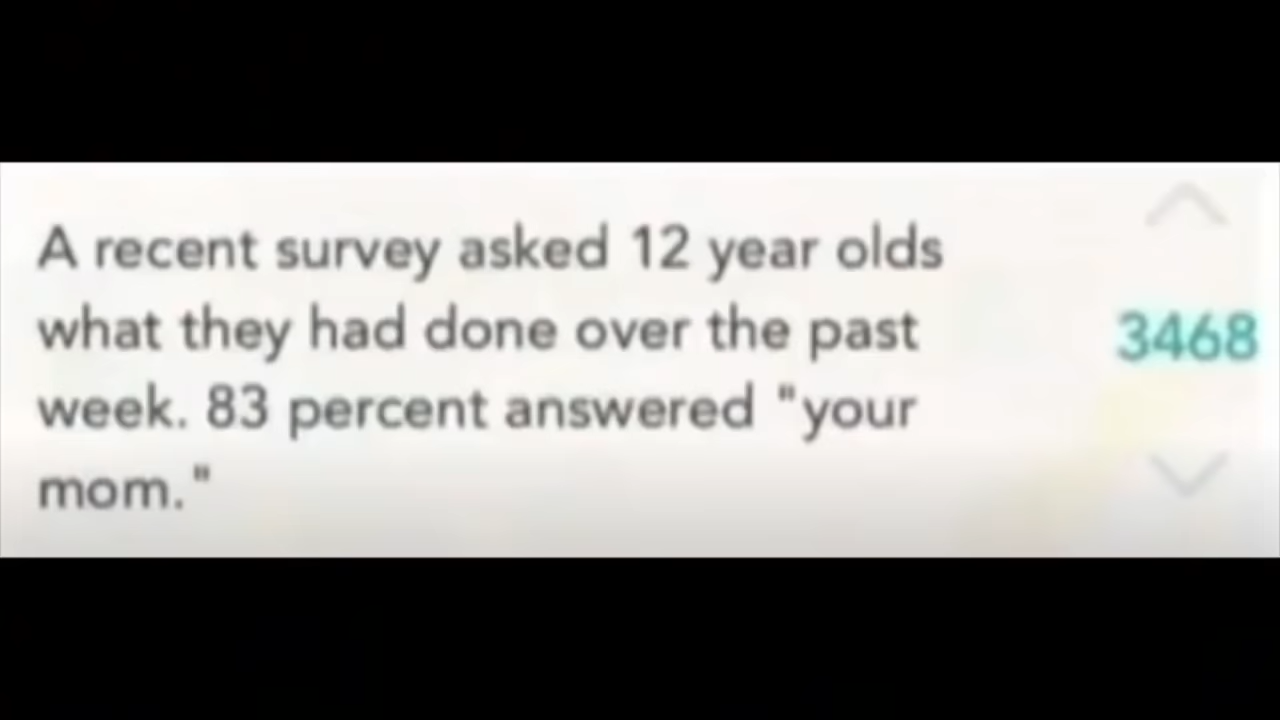 A recent survey asked 12 year olds
what they had done over the past
week. 83 percent answered "your
mom."
3468